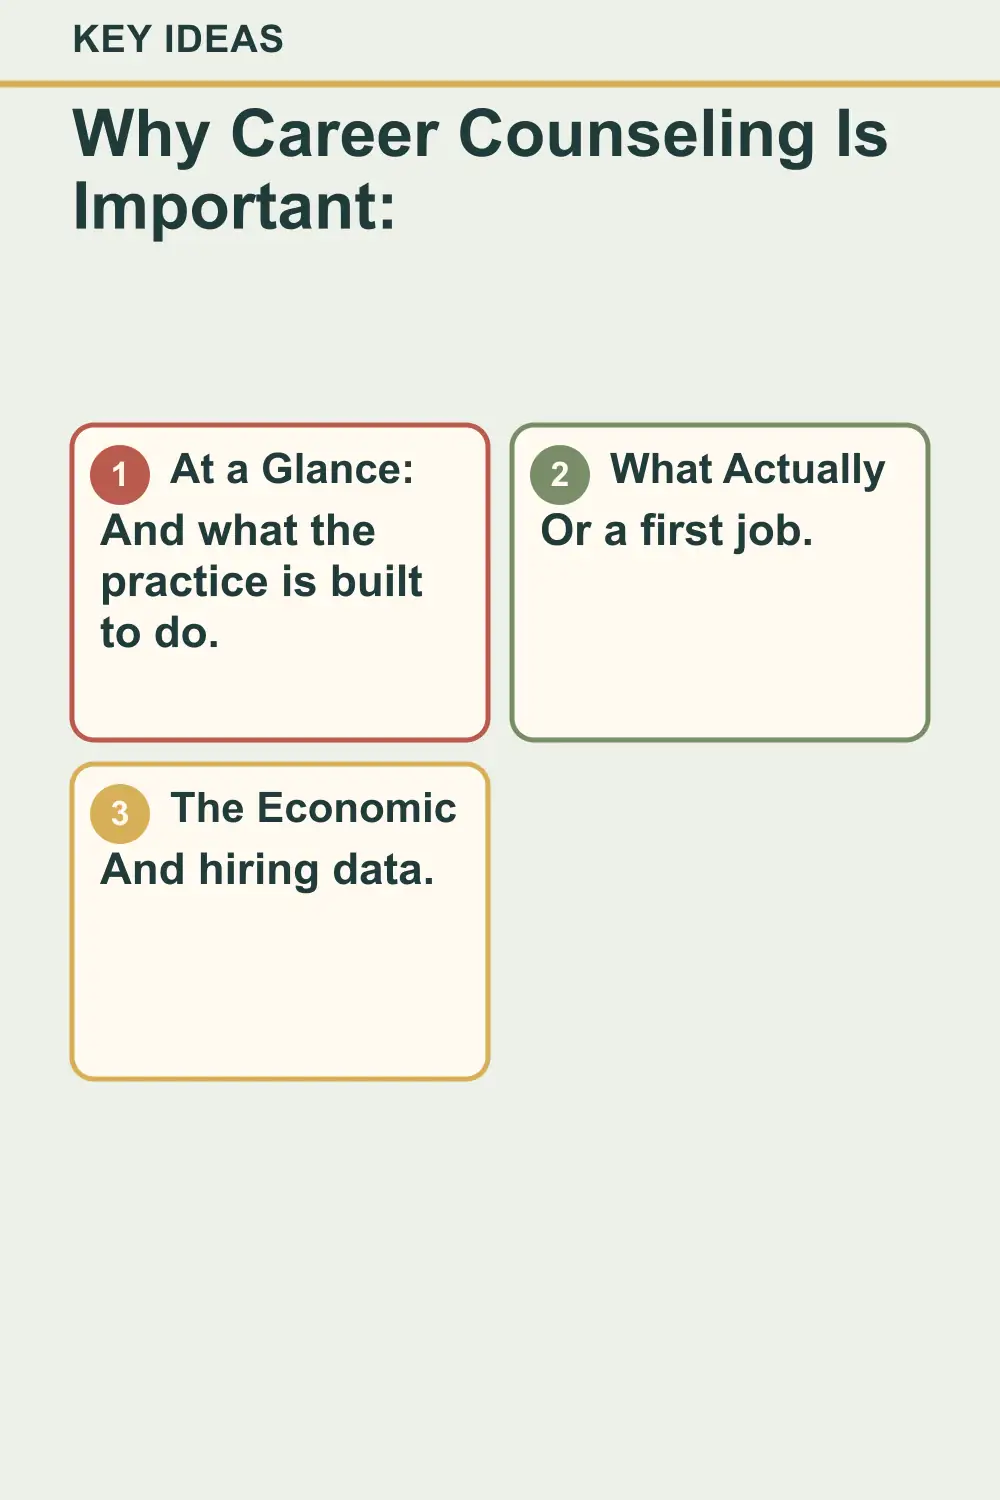 KEY IDEAS
Why Career Counseling Is
Important:
1 At a Glance:
And what the
practice is built
to do.
2 What Actually
Or a first job.
3 The Economic
And hiring data.